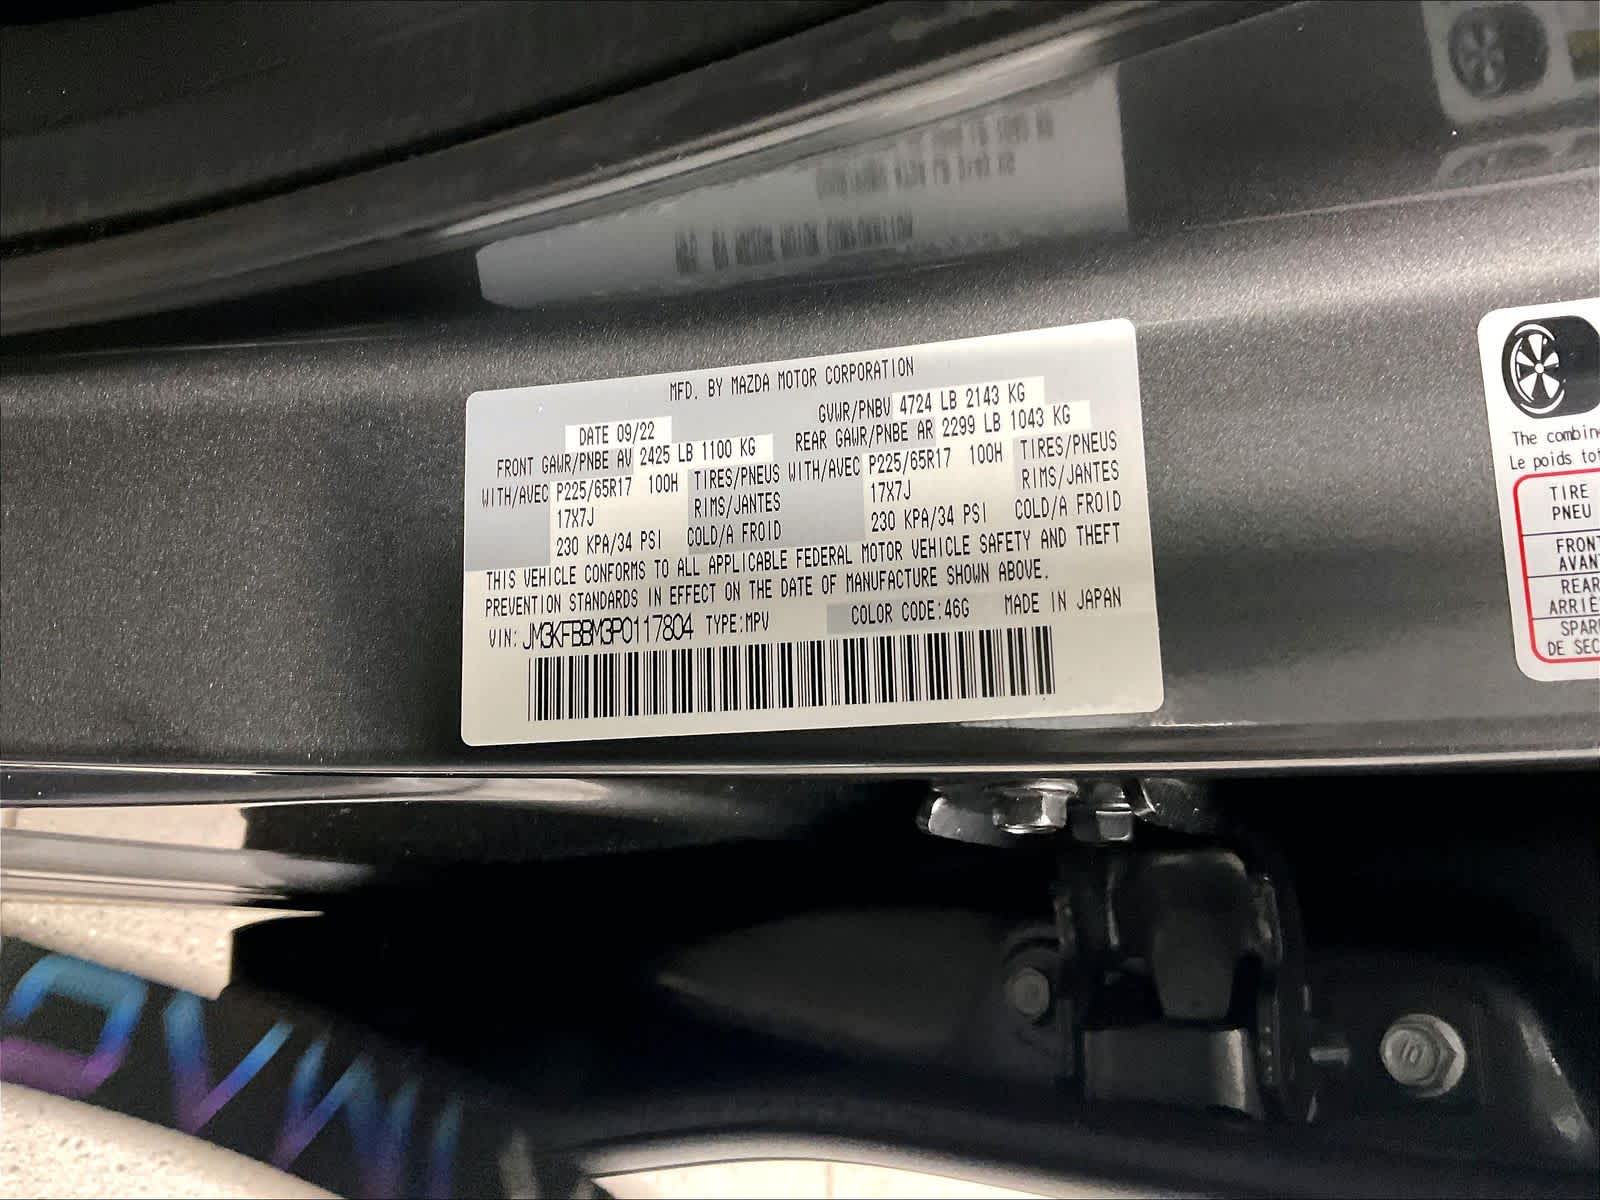 MFD. BY MAZDA MOTOR CORPORATION
DATE 09/22 GVWR/PNBV 4724 LB 2143 KG
FRONT GAWR/PNBE AV 2425 LB 1100 KG REAR GAWR/PNBE AR 2299 LB 1043 KG
WITH/AVEC P225/65R17 100H TIRES/PNEUS WITH/AVEC P225/65R17 100H TIRES/PNEUS
17X7J RIMS/JANTES 17X7J RIMS/JANTES
230 KPA/34 PSI COLD/A FROID 230 KPA/34 PSI COLD/A FROID
THIS VEHICLE CONFORMS TO ALL APPLICABLE FEDERAL MOTOR VEHICLE SAFETY AND THEFT
PREVENTION STANDARDS IN EFFECT ON THE DATE OF MANUFACTURE SHOWN ABOVE.
VIN: JM3KFBBM3P0117804 TYPE:MPV COLOR CODE:46G MADE IN JAPAN
The combin
Le poids to
TIRE
PNEU
FRONT
AVANT
REAR
ARRIÈ
SPAR
DE SEC
10